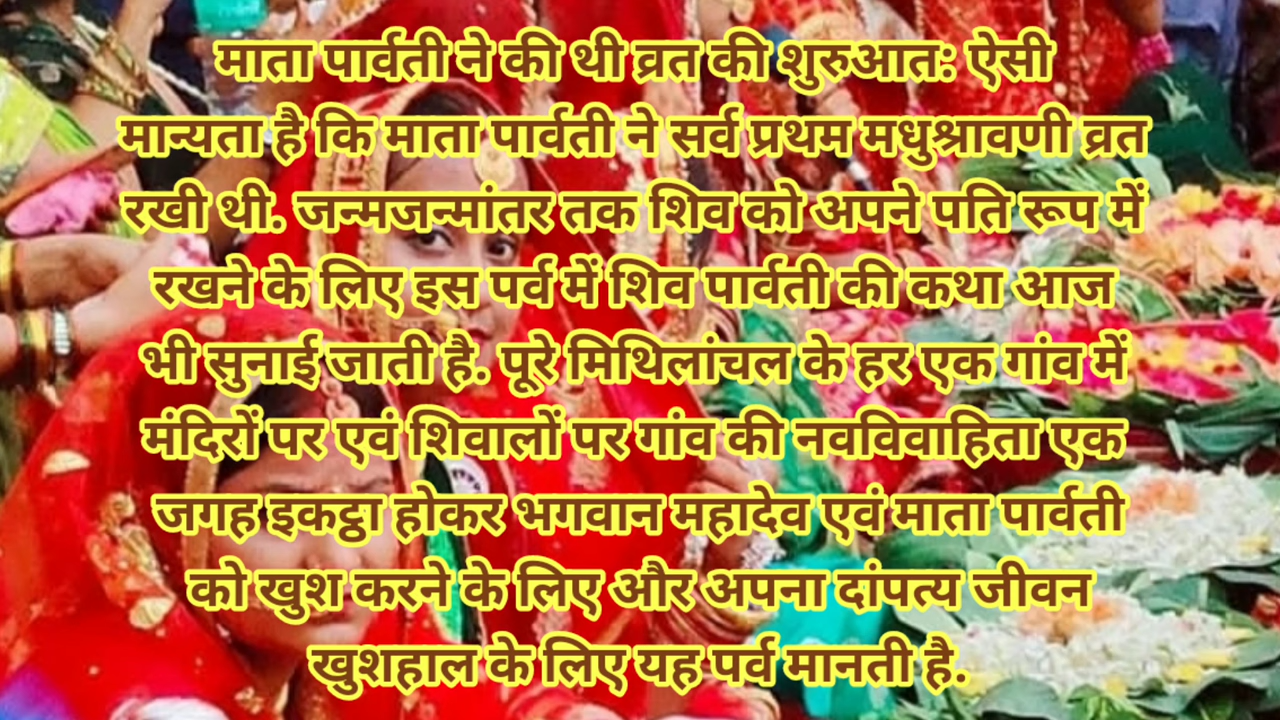 माता पार्वती ने की थी व्रत की शुरुआतः ऐसी
मान्यता है कि माता पार्वती ने सर्व प्रथम मधुश्रावणी व्रत
रखी थी. जन्मजन्मांतर तक शिव को अपने पति रूप में
रखने के लिए इस पर्व में शिव पार्वती की कथा आज
भी सुनाई जाती है. पूरे मिथिलांचल के हर एक गांव में
मंदिरों पर एवं शिवालों पर गांव की नवविवाहिता एक
जगह इकट्ठा होकर भगवान महादेव एवं माता पार्वती
को खुश करने के लिए और अपना दांपत्य जीवन
खुशहाल के लिए यह पर्व मानती है.